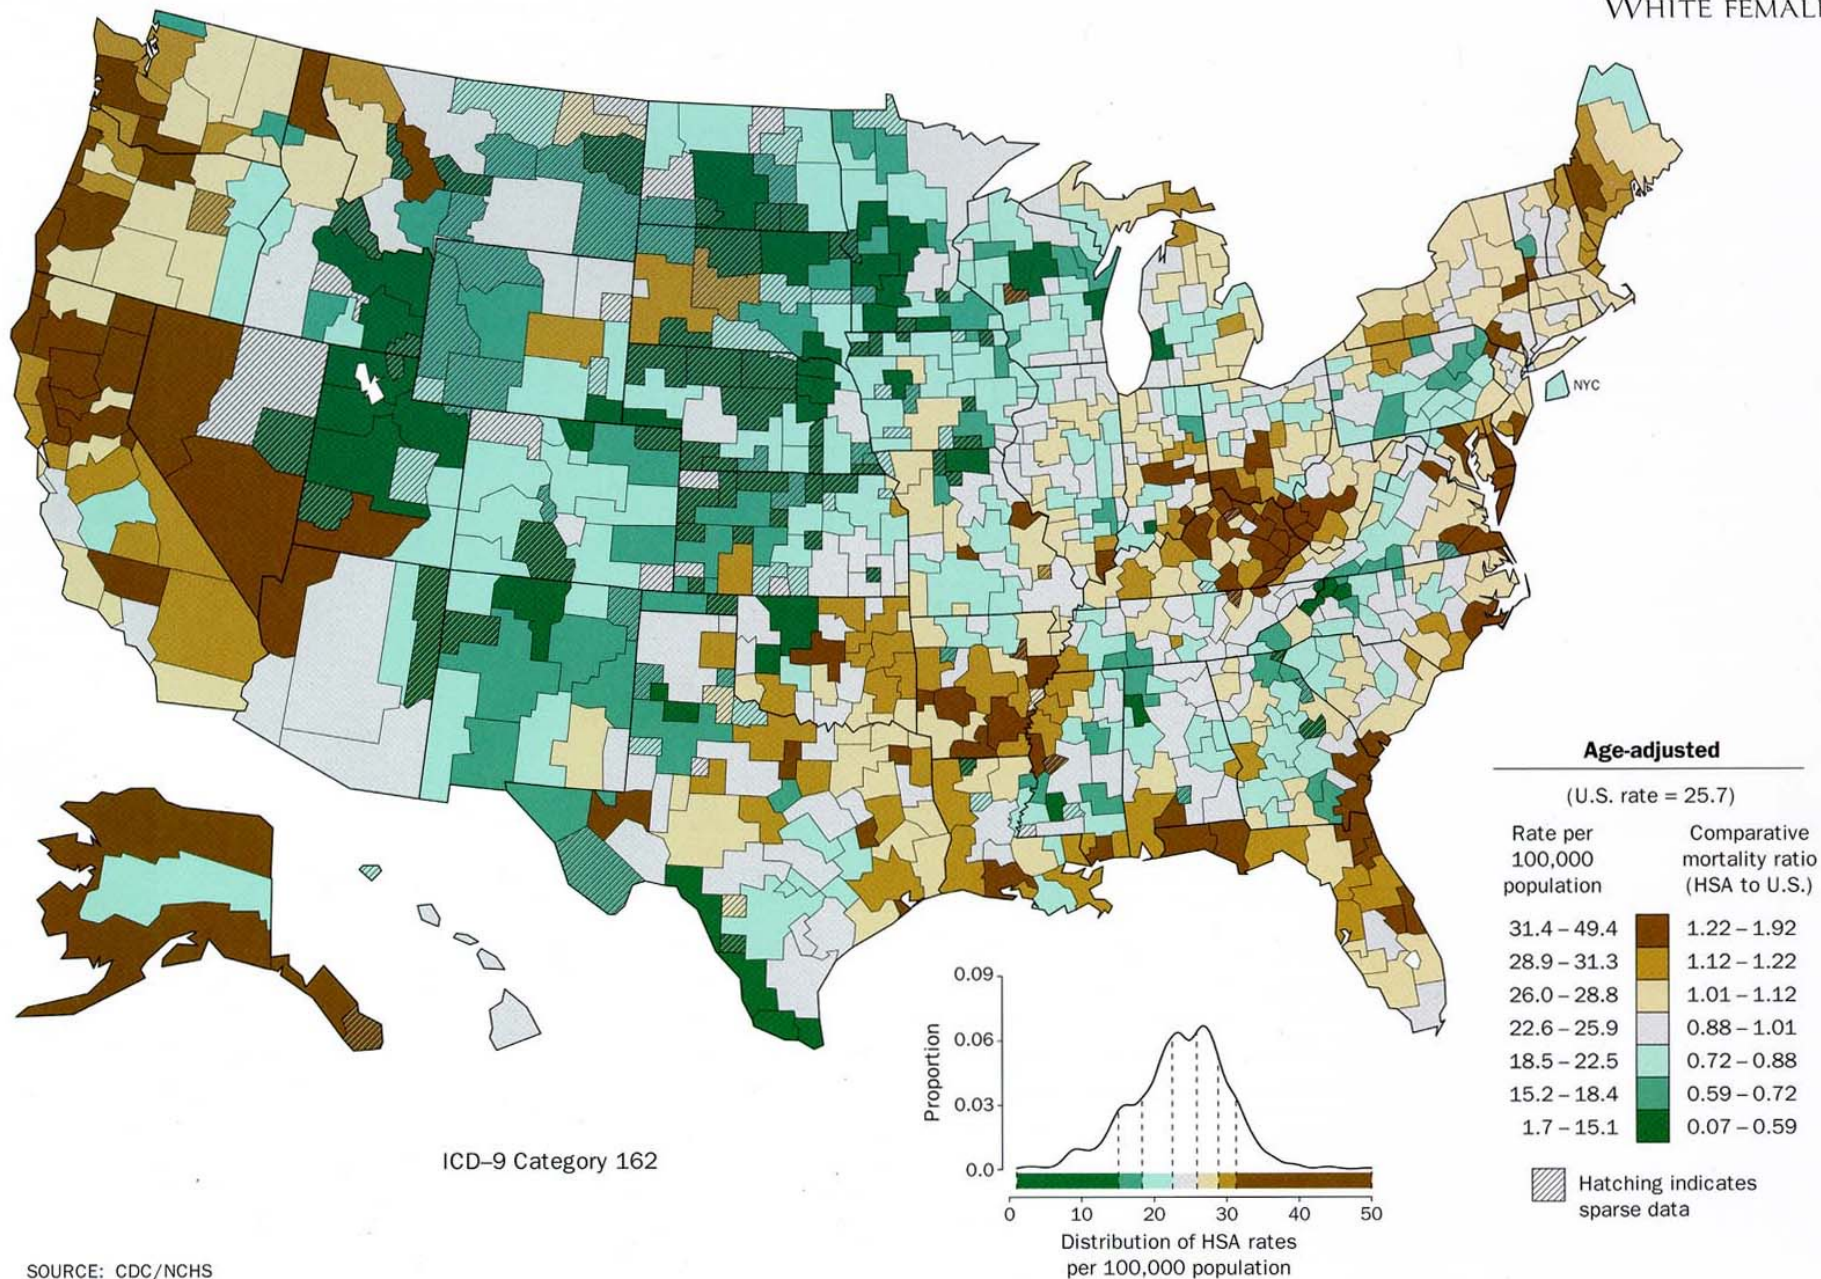 WHITE FEMALE
NYC
Age-adjusted
(U.S. rate = 25.7)
Rate per
100,000
population
Comparative
mortality ratio
(HSA to U.S.)
31.4 – 49.4 1.22 – 1.92
28.9 – 31.3 1.12 – 1.22
26.0 – 28.8 1.01 – 1.12
22.6 – 25.9 0.88 – 1.01
18.5 – 22.5 0.72 – 0.88
15.2 – 18.4 0.59 – 0.72
1.7 – 15.1 0.07 – 0.59
Hatching indicates
sparse data
Proportion
0.09
0.06
0.03
0.0
0 10 20 30 40 50
Distribution of HSA rates
per 100,000 population
ICD–9 Category 162
SOURCE: CDC/NCHS